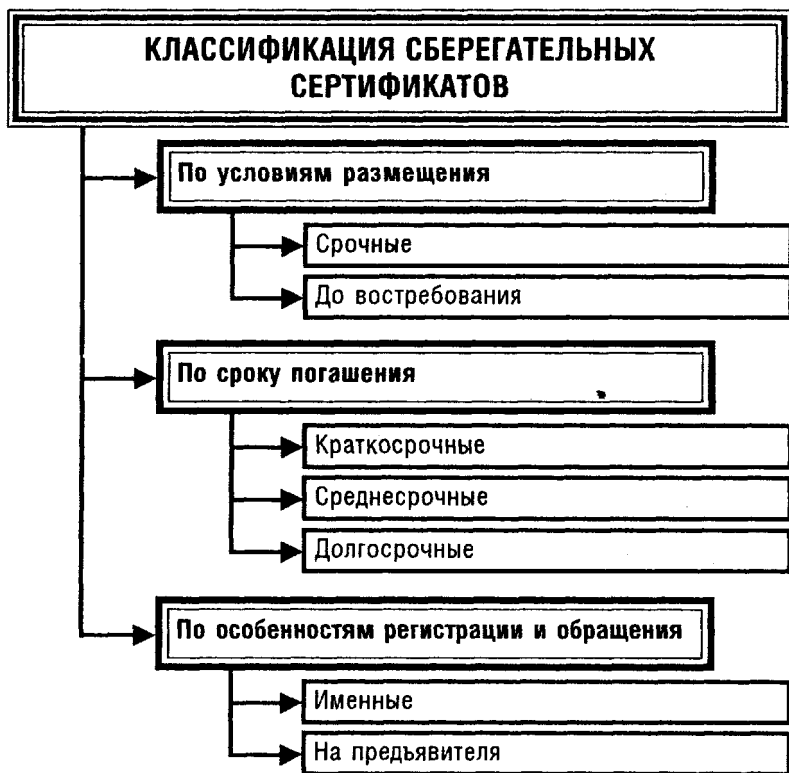 КЛАССИФИКАЦИЯ СБЕРЕГАТЕЛЬНЫХ
СЕРТИФИКАТОВ
По условиям размещения
Срочные
До востребования
По сроку погашения
Краткосрочные
Среднесрочные
Долгосрочные
По особенностям регистрации и обращения
Именные
На предьявителя